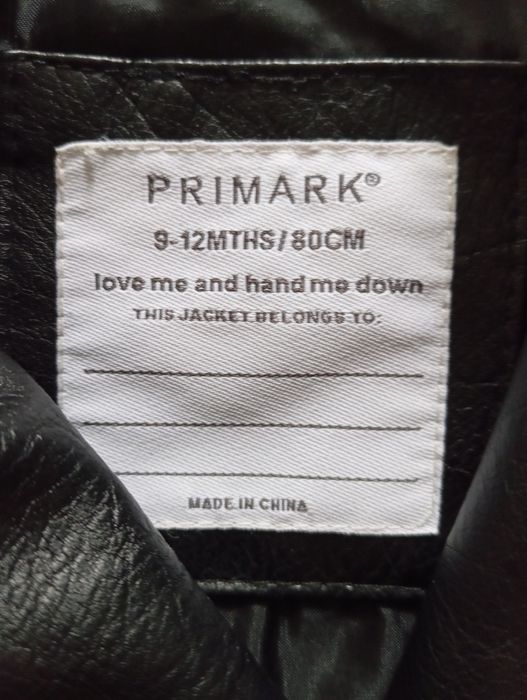 PRIMARK®
9-12MTHS/80CM
love me and hand me down
THIS JACKET BELONGS TO:
MADE IN CHINA